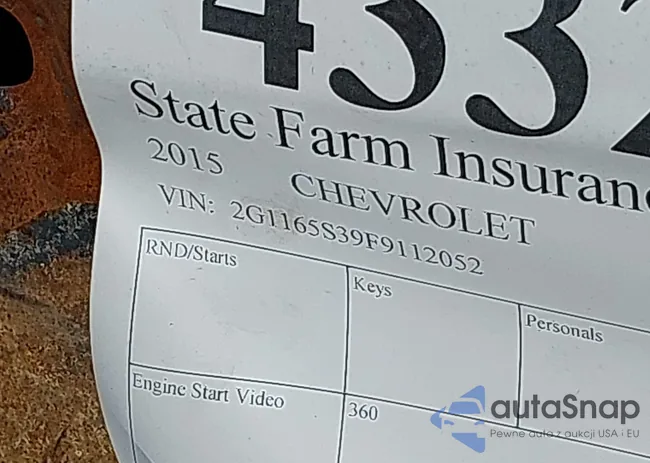 4332
State Farm Insuran
2015 CHEVROLET
VIN: 2G1165S39F9112052
RND/Starts
Keys
Personals
Engine Start Video
360
autaSnap
Pewne auta z aukcji USA i EU